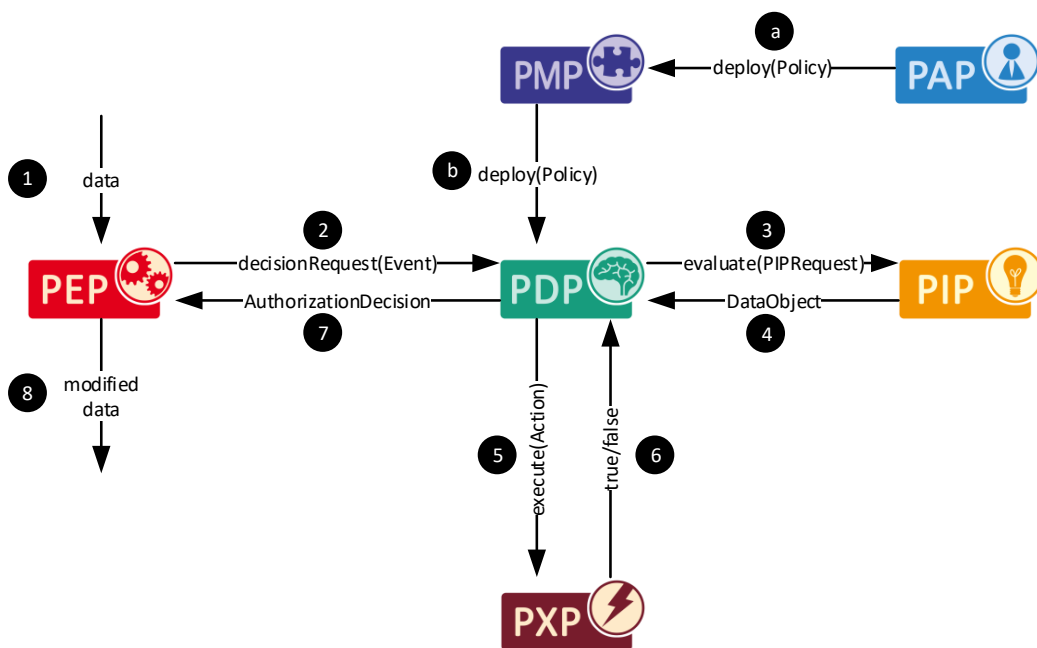 a
PMP
deploy(Policy)
PAP
1
data
b
deploy(Policy)
2
3
PEP
decisionRequest(Event)
PDP
evaluate(PIPRequest)
PIP
AuthorizationDecision
DataObject
7
4
8
modified
data
5
execute(Action)
true/false
6
PXP